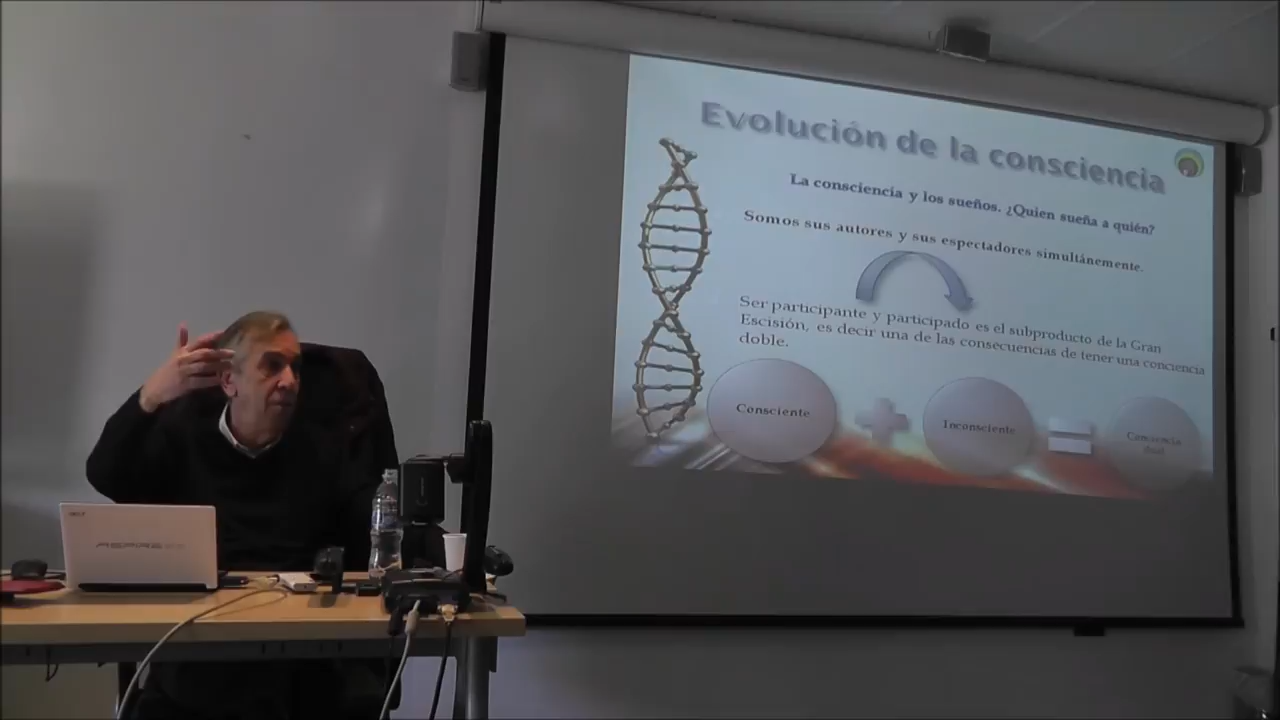 Evolución de la consciencia
La consciencia y los sueños. ¿Quien sueña a quién?
Somos sus autores y sus espectadores simultánemente.
Ser participante y participado es el subproducto de la Gran
Escisión, es decir una de las consecuencias de tener una conciencia
doble.
Consciente
Inconsciente
acer
ASPIRE